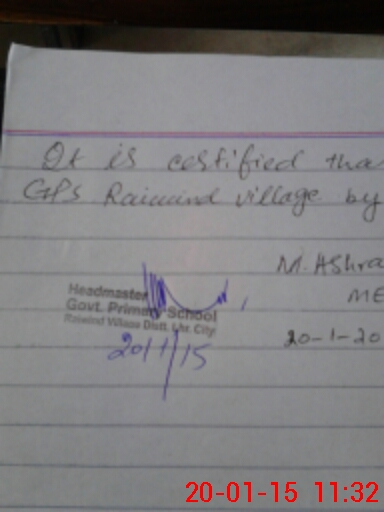 It is certified tha
GPS Raiwind village by
M. Ashra
ME
Headmaster
Govt. Primary School
Raiwind Village Distt. Lhr. City
20/1/15
20-1-20
20-01-15 11:32